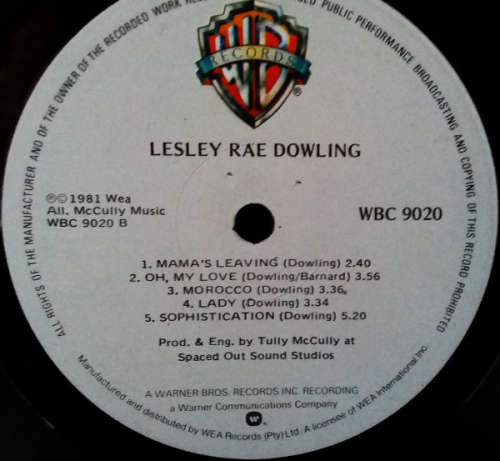 ALL RIGHTS OF THE MANUFACTURER AND OF THE OWNER OF THE RECORDED WORK
PUBLIC PERFORMANCE BROADCASTING AND COPYING OF THIS RECORD PROHIBITED
WB
RECORDS
®
LESLEY RAE DOWLING
℗© 1981 Wea
All. McCully Music
WBC 9020 B
WBC 9020
1. MAMA'S LEAVING (Dowling) 2.40
2. OH, MY LOVE (Dowling/Barnard) 3.56
3. MOROCCO (Dowling) 3.36
4. LADY (Dowling) 3.34
5. SOPHISTICATION (Dowling) 5.20
Prod. & Eng. by Tully McCully at
Spaced Out Sound Studios
A WARNER BROS. RECORDS INC. RECORDING
a Warner Communications Company
W
Manufactured and distributed by WEA Records (Pty) Ltd. A licensee of WEA International Inc.